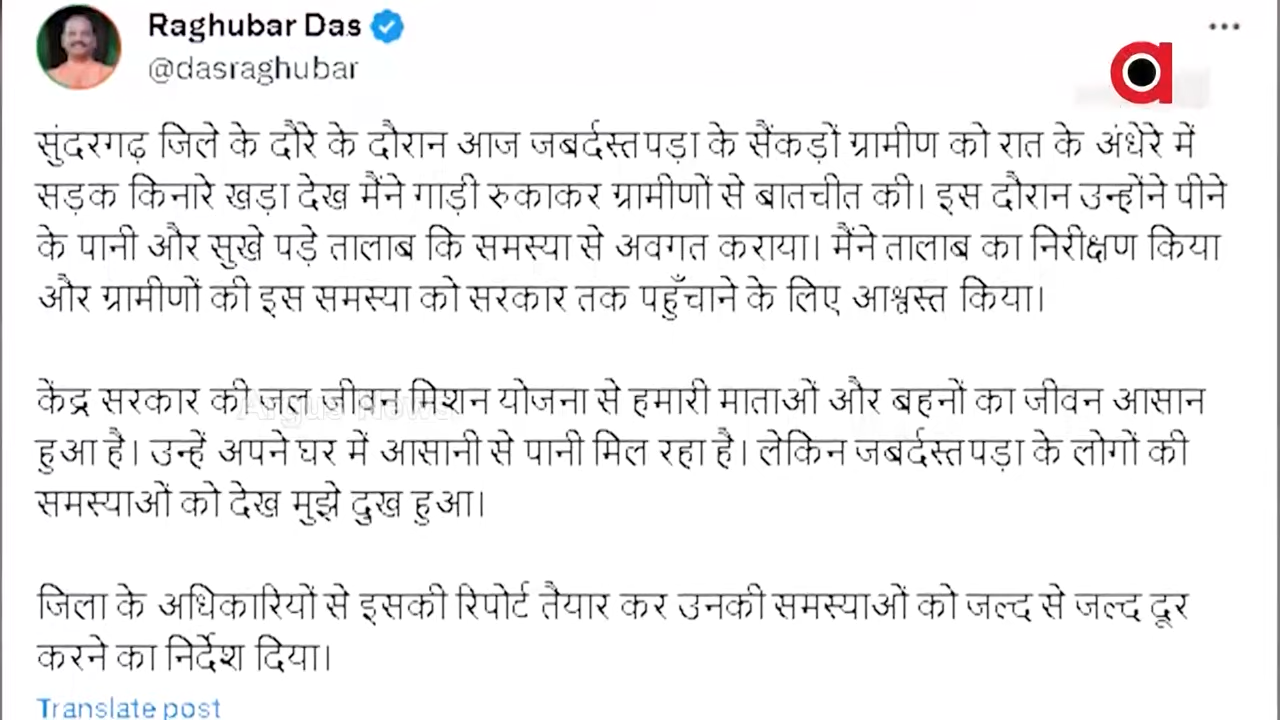 Raghubar Das
@dasraghubar
सुंदरगढ़ जिले के दौरे के दौरान आज जबर्दस्तपड़ा के सैंकड़ों ग्रामीण को रात के अंधेरे में
सड़क किनारे खड़ा देख मैंने गाड़ी रुकाकर ग्रामीणों से बातचीत की। इस दौरान उन्होंने पीने
के पानी और सुखे पड़े तालाब कि समस्या से अवगत कराया। मैंने तालाब का निरीक्षण किया
और ग्रामीणों की इस समस्या को सरकार तक पहुँचाने के लिए आश्वस्त किया।
केंद्र सरकार की जल जीवन मिशन योजना से हमारी माताओं और बहनों का जीवन आसान
Argus News
हुआ है। उन्हें अपने घर में आसानी से पानी मिल रहा है। लेकिन जबर्दस्तपड़ा के लोगों की
समस्याओं को देख मुझे दुख हुआ।
जिला के अधिकारियों से इसकी रिपोर्ट तैयार कर उनकी समस्याओं को जल्द से जल्द दूर
करने का निर्देश दिया।
Translate post